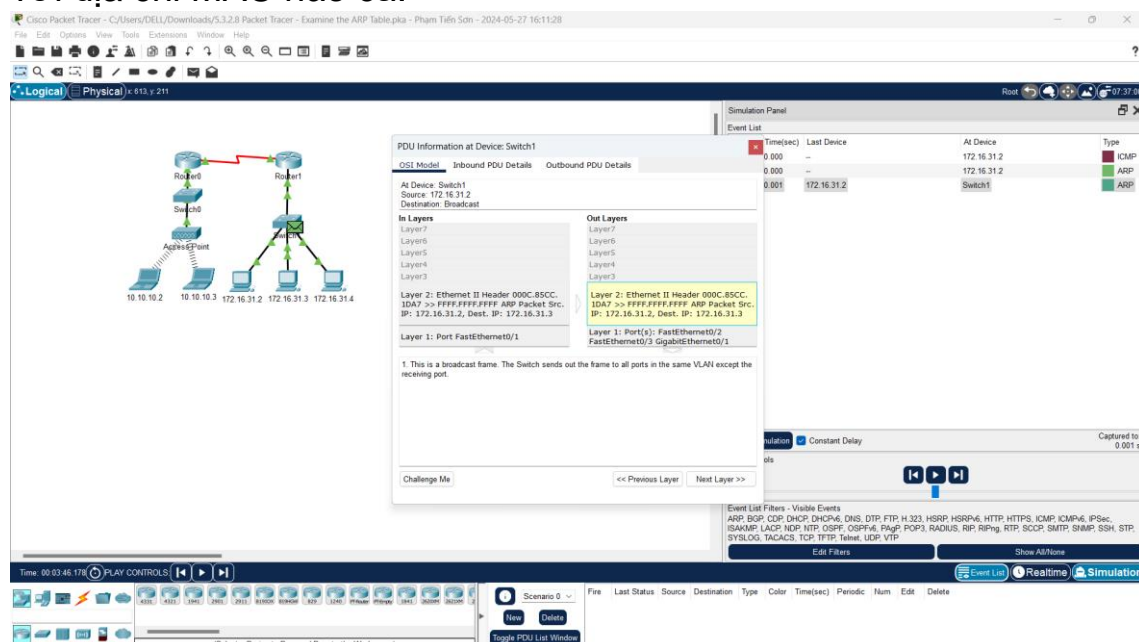 Cisco Packet Tracer - C:/Users/DELL/Downloads/5.3.2.8 Packet Tracer - Examine the ARP Table.pka - Pham Tiến Sơn - 2024-05-27 16:11:28
File Edit Options View Tools Extensions Window Help
Logical Physical x: 613, y: 211
Root
Simulation Panel
Event List
Time(sec) Last Device At Device Type
0.000 -- 172.16.31.2 ICMP
0.000 -- 172.16.31.2 ARP
0.001 172.16.31.2 Switch1 ARP
Router0
Router1
Switch0
Access Point
10.10.10.2 10.10.10.3 172.16.31.2 172.16.31.3 172.16.31.4
PDU Information at Device: Switch1
OSI Model Inbound PDU Details Outbound PDU Details
At Device: Switch1
Source: 172.16.31.2
Destination: Broadcast
In Layers
Layer7
Layer6
Layer5
Layer4
Layer3
Layer 2: Ethernet II Header 000C.85CC.
1DA7 >> FFFF.FFFF.FFFF ARP Packet Src.
IP: 172.16.31.2, Dest. IP: 172.16.31.3
Layer 1: Port FastEthernet0/1
Out Layers
Layer7
Layer6
Layer5
Layer4
Layer3
Layer 2: Ethernet II Header 000C.85CC.
1DA7 >> FFFF.FFFF.FFFF ARP Packet Src.
IP: 172.16.31.2, Dest. IP: 172.16.31.3
Layer 1: Port(s): FastEthernet0/2
FastEthernet0/3 GigabitEthernet0/1
1. This is a broadcast frame. The Switch sends out the frame to all ports in the same VLAN except the
receiving port.
Challenge Me << Previous Layer Next Layer >>
Constant Delay
Captured to
0.001 s
Event List Filters - Visible Events
ARP, BGP, CDP, DHCP, DHCPv6, DNS, DTP, FTP, H.323, HSRP, HSRPv6, HTTP, HTTPS, ICMP, ICMPv6, IPSec,
ISAKMP, LACP, NDP, NTP, OSPF, OSPFv6, PAgP, POP3, RADIUS, RIP, RIPng, RTP, SCCP, SMTP, SNMP, SSH, STP,
SYSLOG, TACACS, TCP, TFTP, Telnet, UDP, VTP
Edit Filters Show All/None
Time: 00:03:46.178 PLAY CONTROLS:
Event List Realtime Simulation
4331 4321 1941 2901 2911 819IOX 819HGW 829 1240 1841
Scenario 0
New Delete
Toggle PDU List Window
Fire Last Status Source Destination Type Color Time(sec) Periodic Num Edit Delete